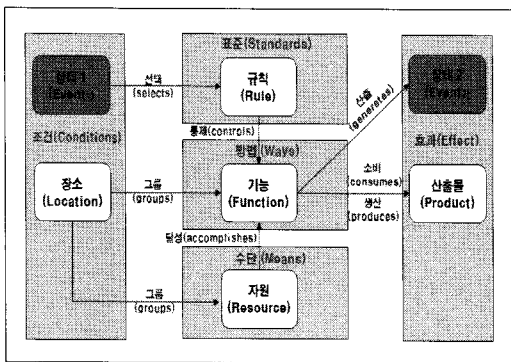 표준(Standards)
규칙
(Rule)
선택
(selects)
산출
(generates)
통제(controls)
조건(Conditions)
방법(Ways)
효과(Effect)
장소
(Location)
그룹
(groups)
기능
(Function)
소비
(consumes)
생산
(produces)
산출물
(Product)
달성(accomplishes)
수단(Means)
자원
(Resource)
그룹
(groups)